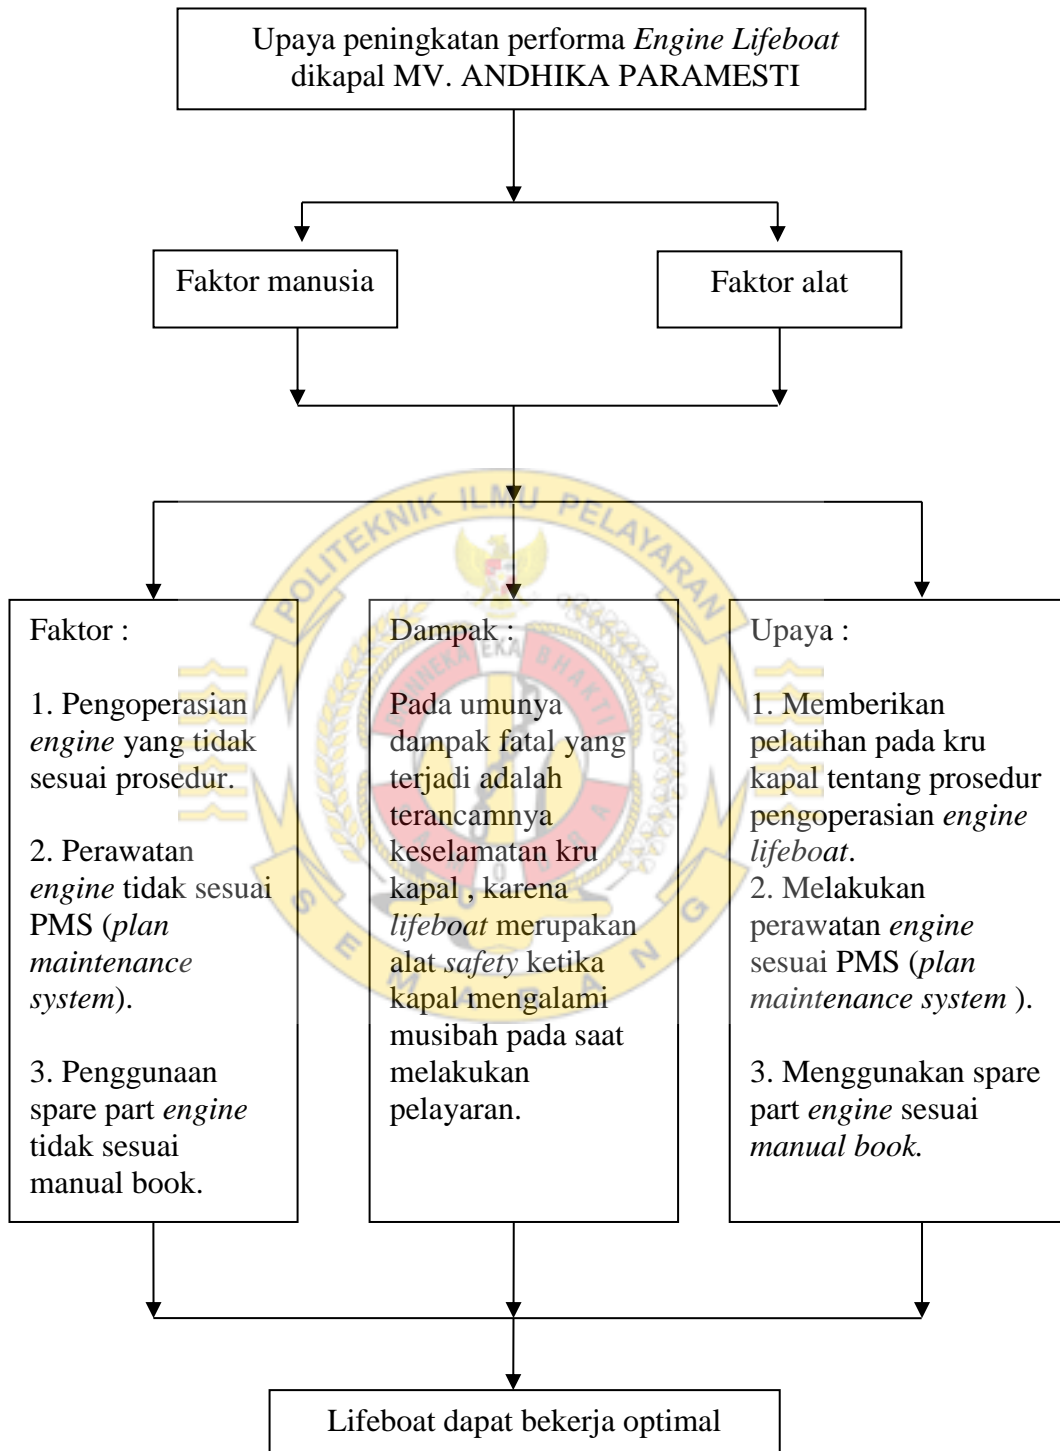 Upaya peningkatan performa Engine Lifeboat
dikapal MV. ANDHIKA PARAMESTI
Faktor manusia
Faktor alat
POLITEKNIK ILMU PELAYARAN
SEMARANG
BHINNEKA EKA BHAKTI
SAMODRA
Faktor :
1. Pengoperasian
engine yang tidak
sesuai prosedur.
2. Perawatan
engine tidak sesuai
PMS (plan
maintenance
system).
3. Penggunaan
spare part engine
tidak sesuai
manual book.
Dampak :
Pada umunya
dampak fatal yang
terjadi adalah
terancamnya
keselamatan kru
kapal , karena
lifeboat merupakan
alat safety ketika
kapal mengalami
musibah pada saat
melakukan
pelayaran.
Upaya :
1. Memberikan
pelatihan pada kru
kapal tentang prosedur
pengoperasian engine
lifeboat.
2. Melakukan
perawatan engine
sesuai PMS (plan
maintenance system ).
3. Menggunakan spare
part engine sesuai
manual book.
Lifeboat dapat bekerja optimal